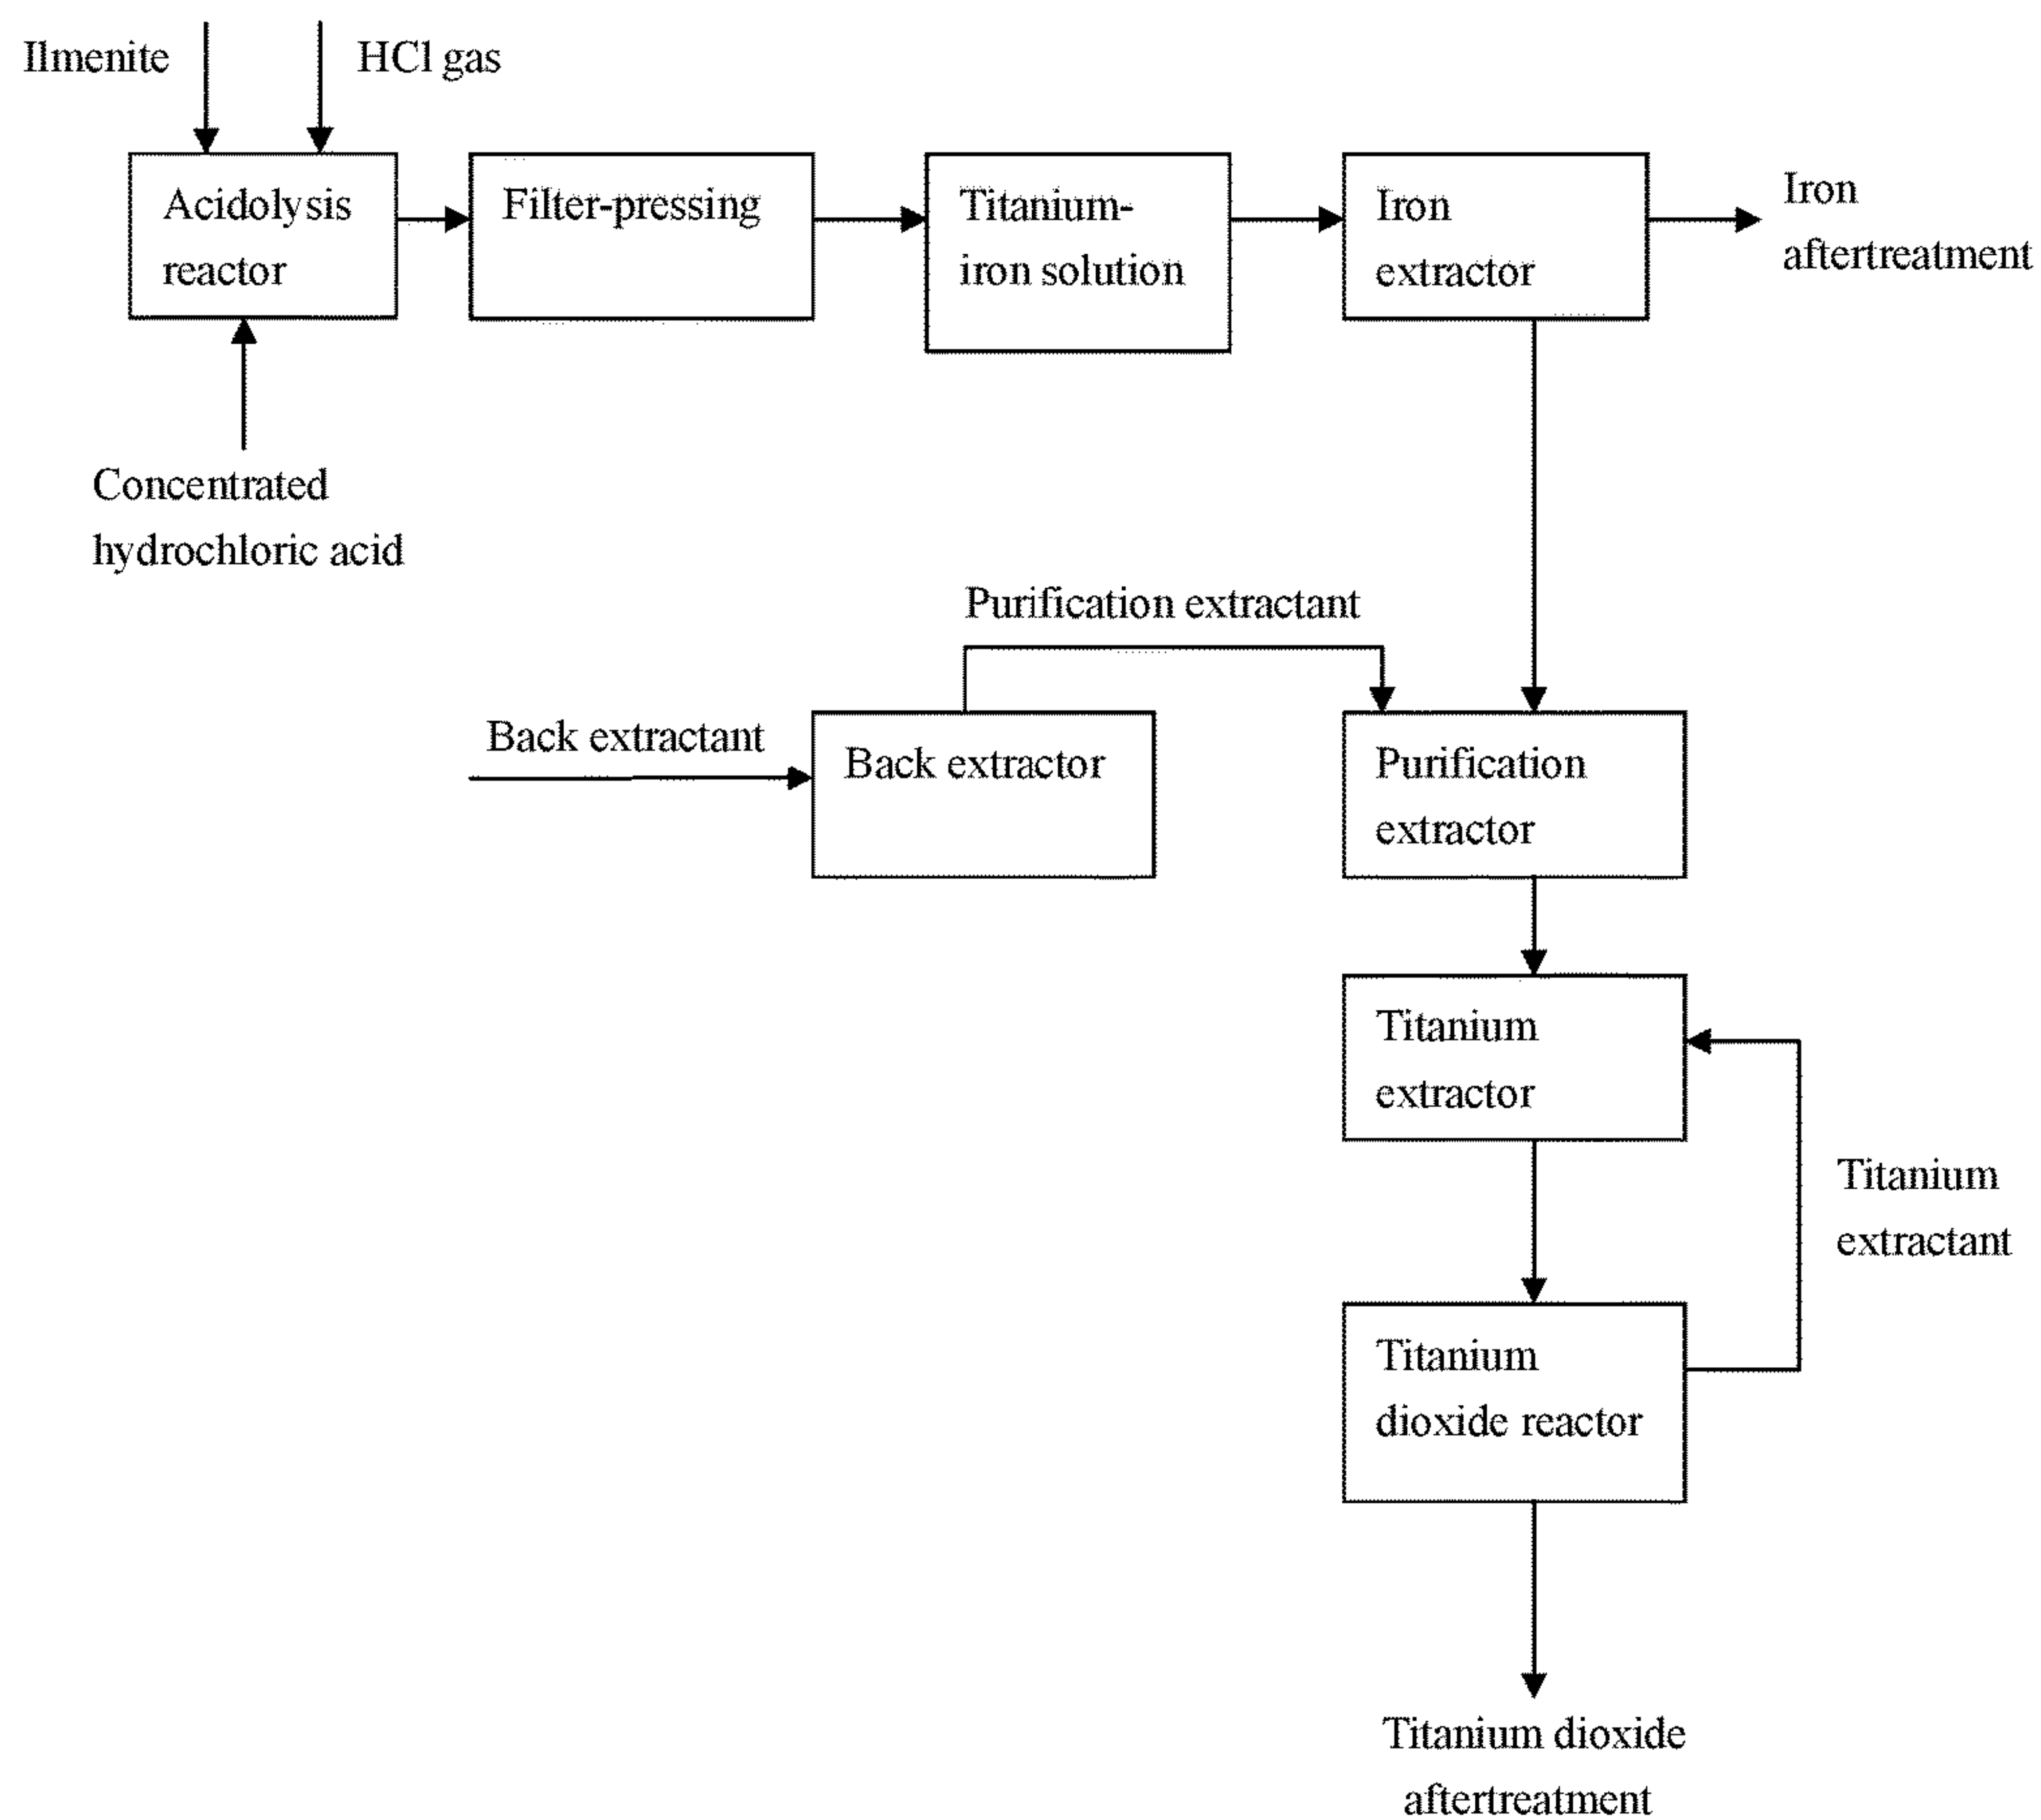 Ilmenite
HCl gas
Acidolysis
reactor
Filter-pressing
Titanium-
iron solution
Iron
extractor
Iron
aftertreatment
Concentrated
hydrochloric acid
Purification extractant
Back extractant
Back extractor
Purification
extractor
Titanium
extractor
Titanium
extractant
Titanium
dioxide reactor
Titanium dioxide
aftertreatment